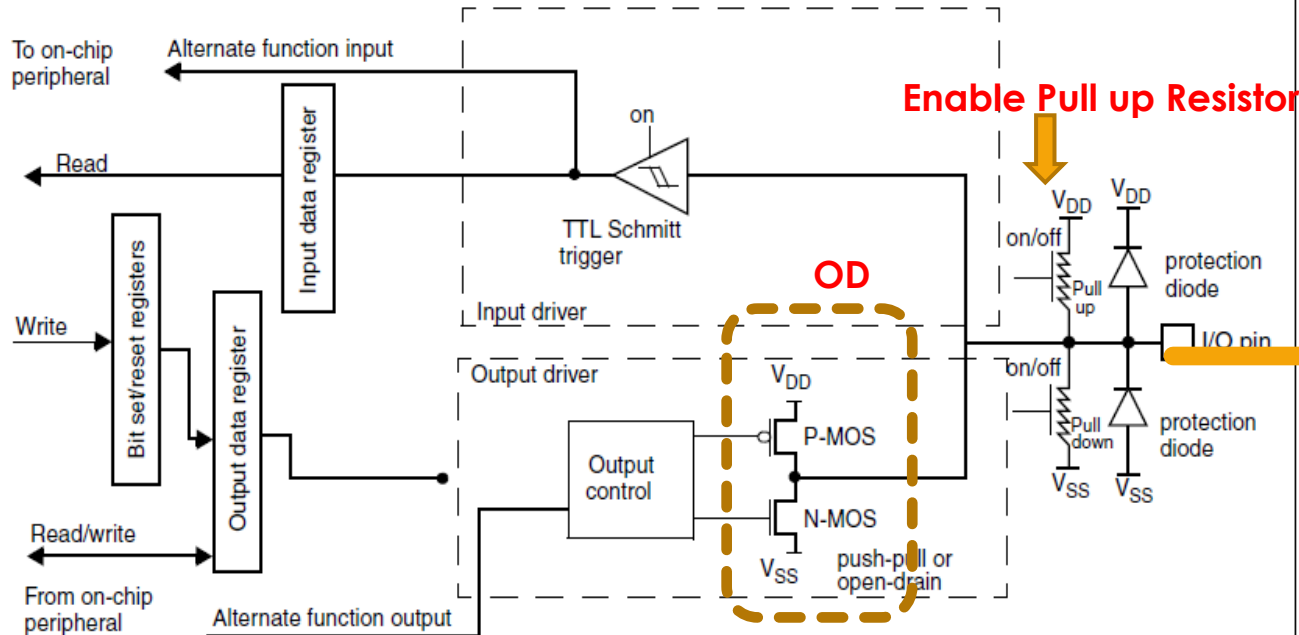 To on-chip
peripheral
Alternate function input
Enable Pull up Resistor
on
Read
Input data register
TTL Schmitt
trigger
VDD
VDD
on/off
Pull
up
protection
diode
OD
Input driver
Bit set/reset registers
Write
Output data register
I/O pin
Output driver
on/off
VDD
P-MOS
Pull
down
protection
diode
Output
control
N-MOS
VSS
VSS
Read/write
VSS
push-pull or
open-drain
From on-chip
peripheral
Alternate function output